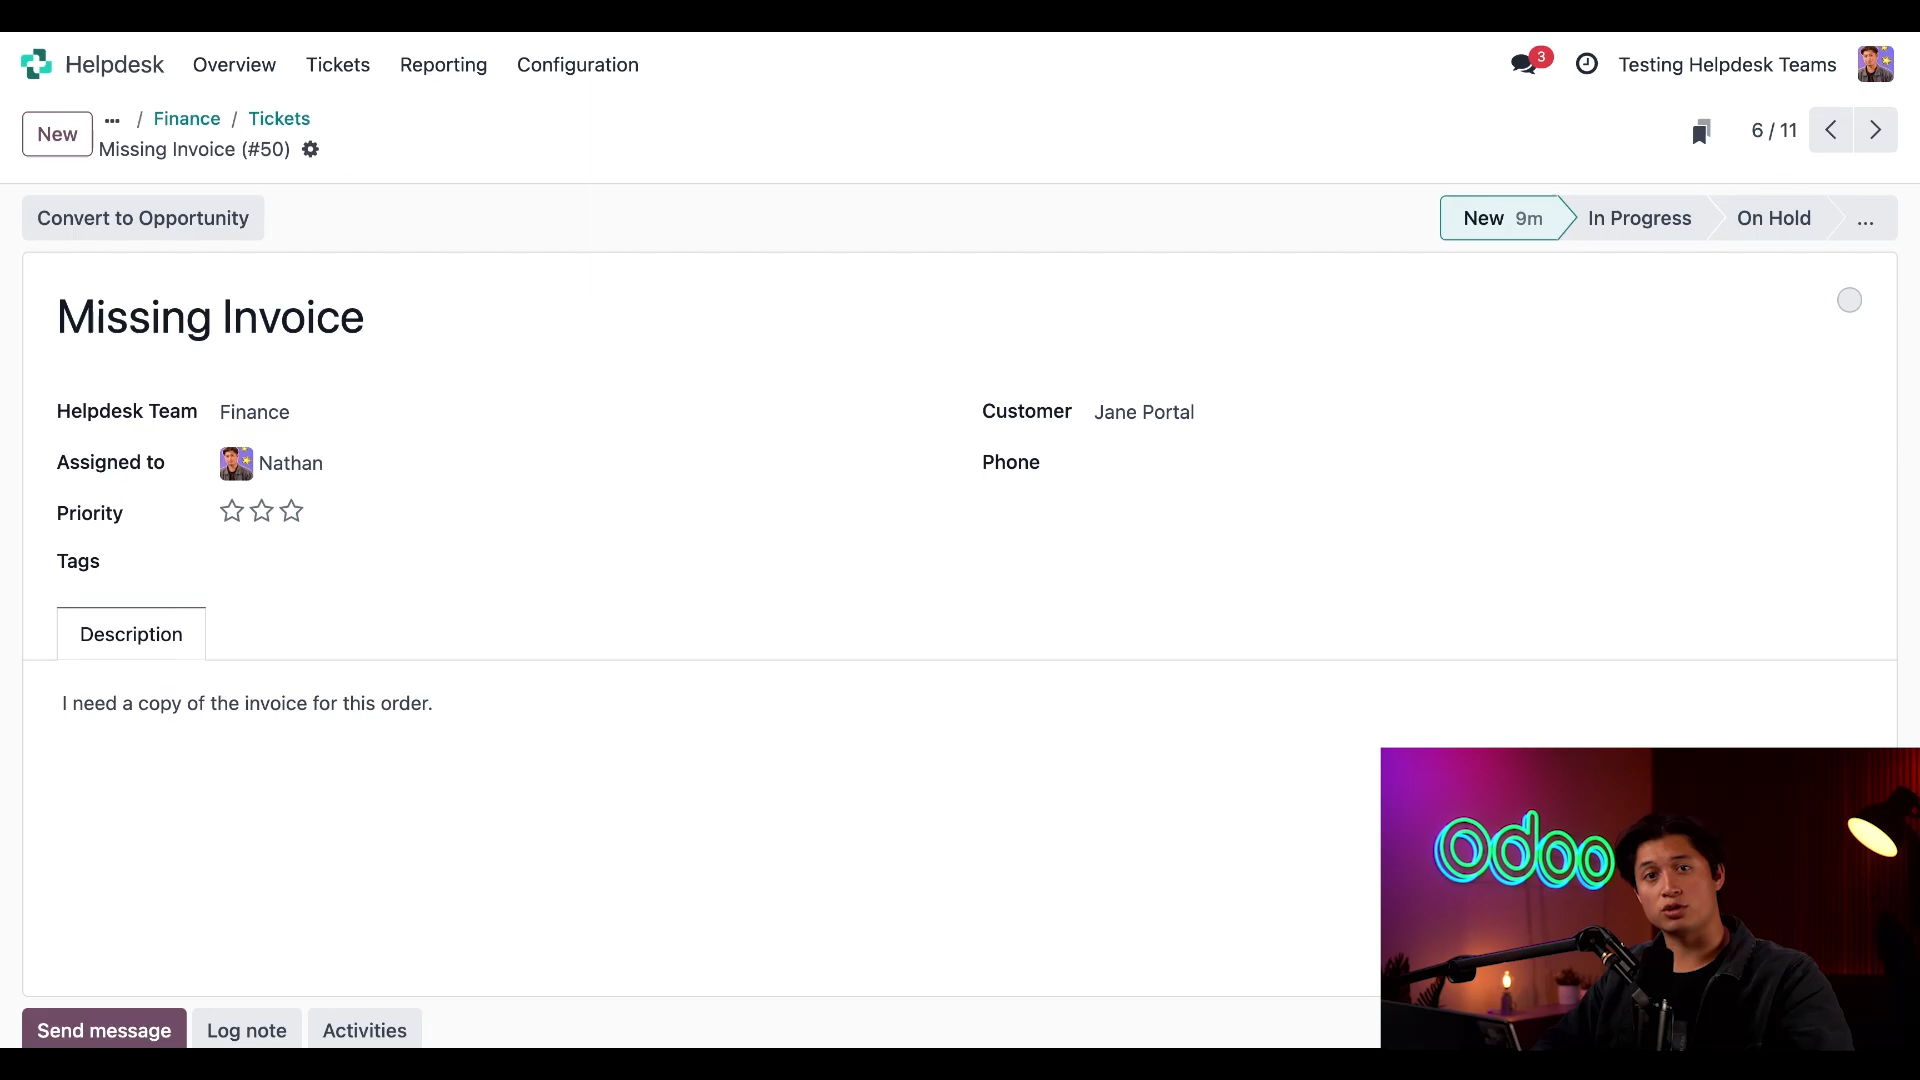 Helpdesk Overview Tickets Reporting Configuration 3 Testing Helpdesk Teams
New ... / Finance / Tickets
Missing Invoice (#50)
6 / 11
Convert to Opportunity
New 9m In Progress On Hold ...
Missing Invoice
Helpdesk Team Finance
Customer Jane Portal
Assigned to Nathan
Phone
Priority
Tags
Description
I need a copy of the invoice for this order.
odoo
Send message Log note Activities